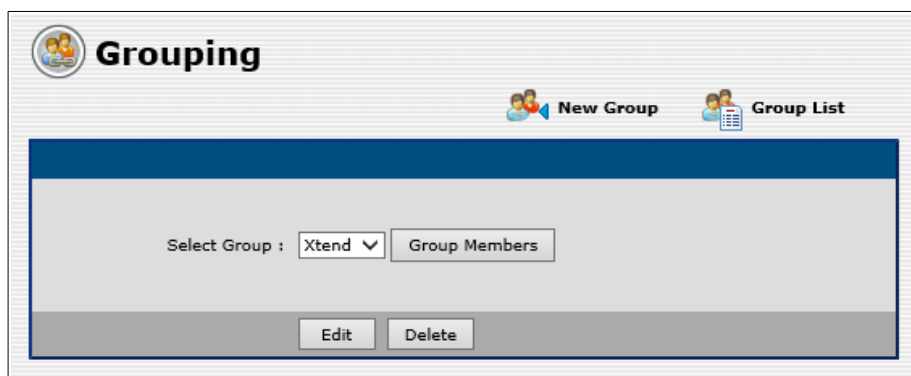 Grouping
New Group Group List
Select Group : Xtend Group Members
Edit Delete